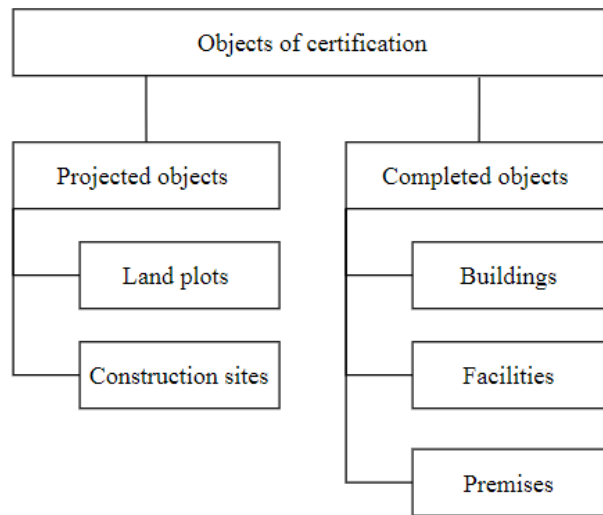 Objects of certification
Projected objects
Completed objects
Land plots
Buildings
Construction sites
Facilities
Premises